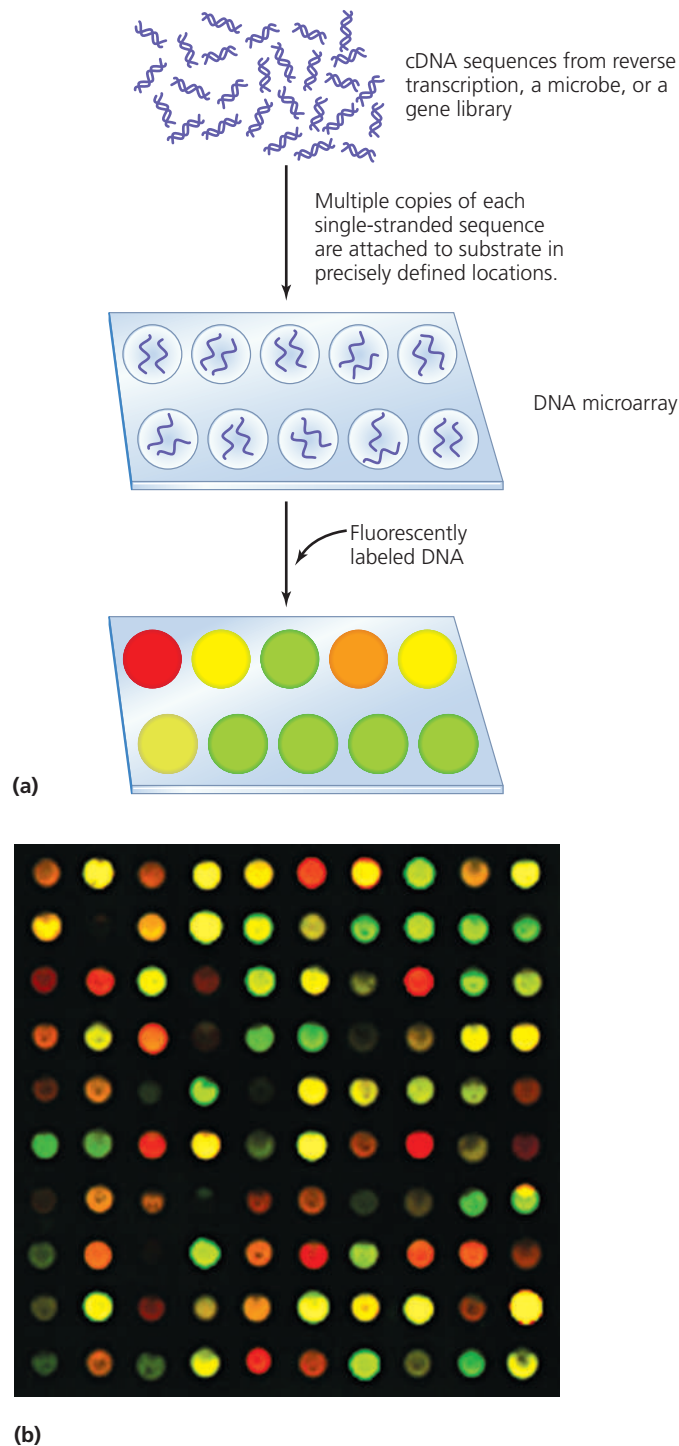 cDNA sequences from reverse
transcription, a microbe, or a
gene library
Multiple copies of each
single-stranded sequence
are attached to substrate in
precisely defined locations.
DNA microarray
Fluorescently
labeled DNA
(a)
(b)